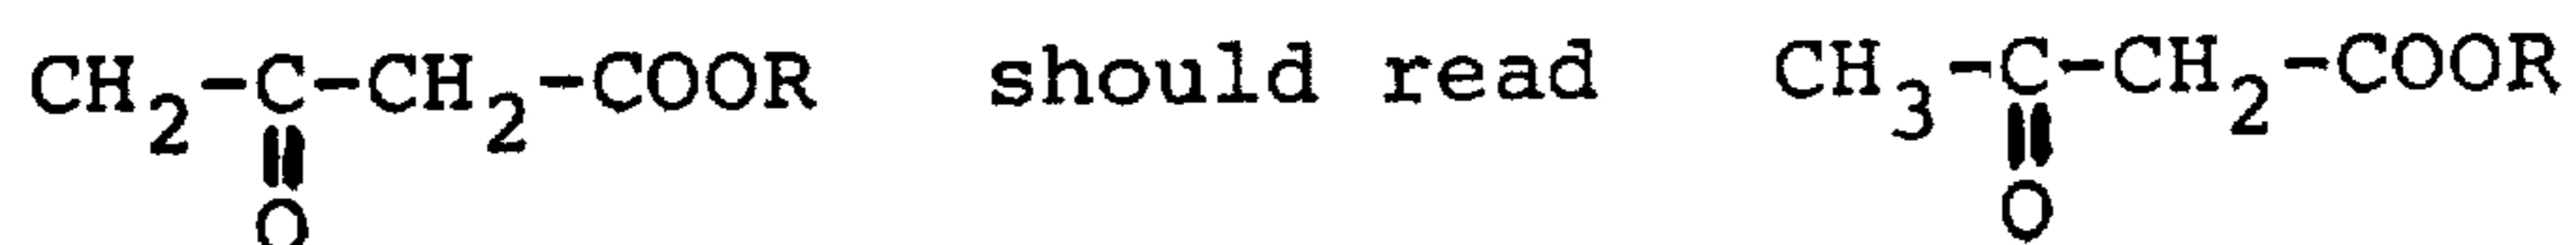 CH₂-C-CH₂-COOR should read CH₃-C-CH₂-COOR
O O